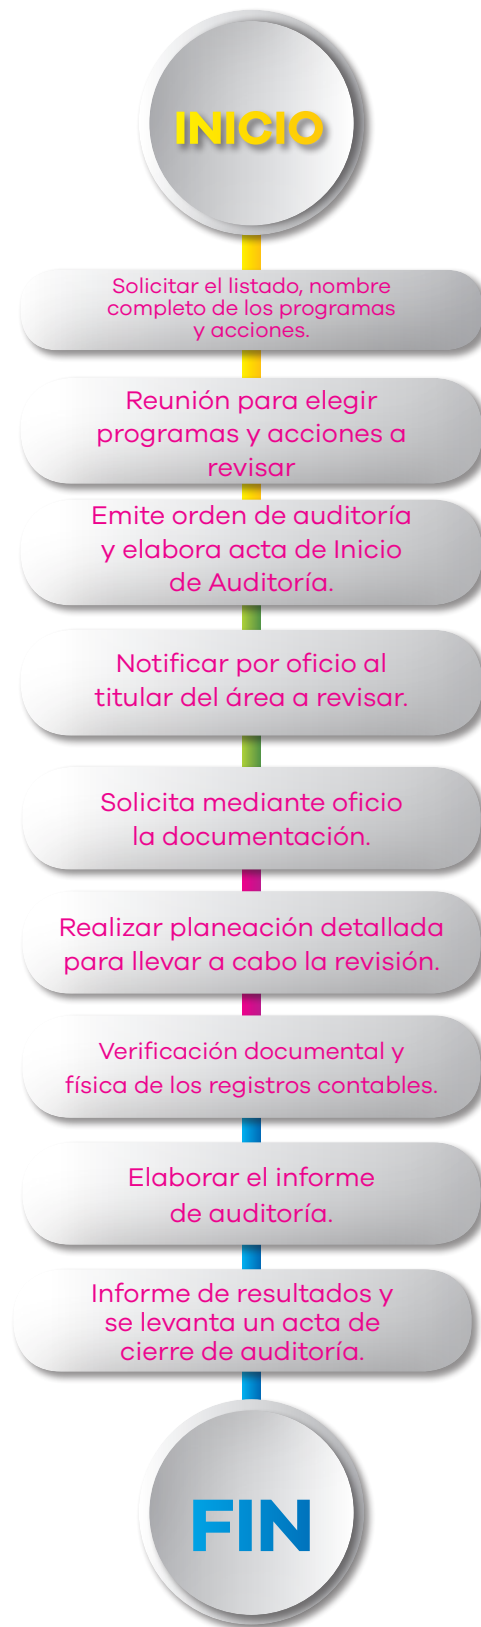 INICIO
Solicitar el listado, nombre
completo de los programas
y acciones.
Reunión para elegir
programas y acciones a
revisar
Emite orden de auditoría
y elabora acta de Inicio
de Auditoría.
Notificar por oficio al
titular del área a revisar.
Solicita mediante oficio
la documentación.
Realizar planeación detallada
para llevar a cabo la revisión.
Verificación documental y
física de los registros contables.
Elaborar el informe
de auditoría.
Informe de resultados y
se levanta un acta de
cierre de auditoría.
FIN